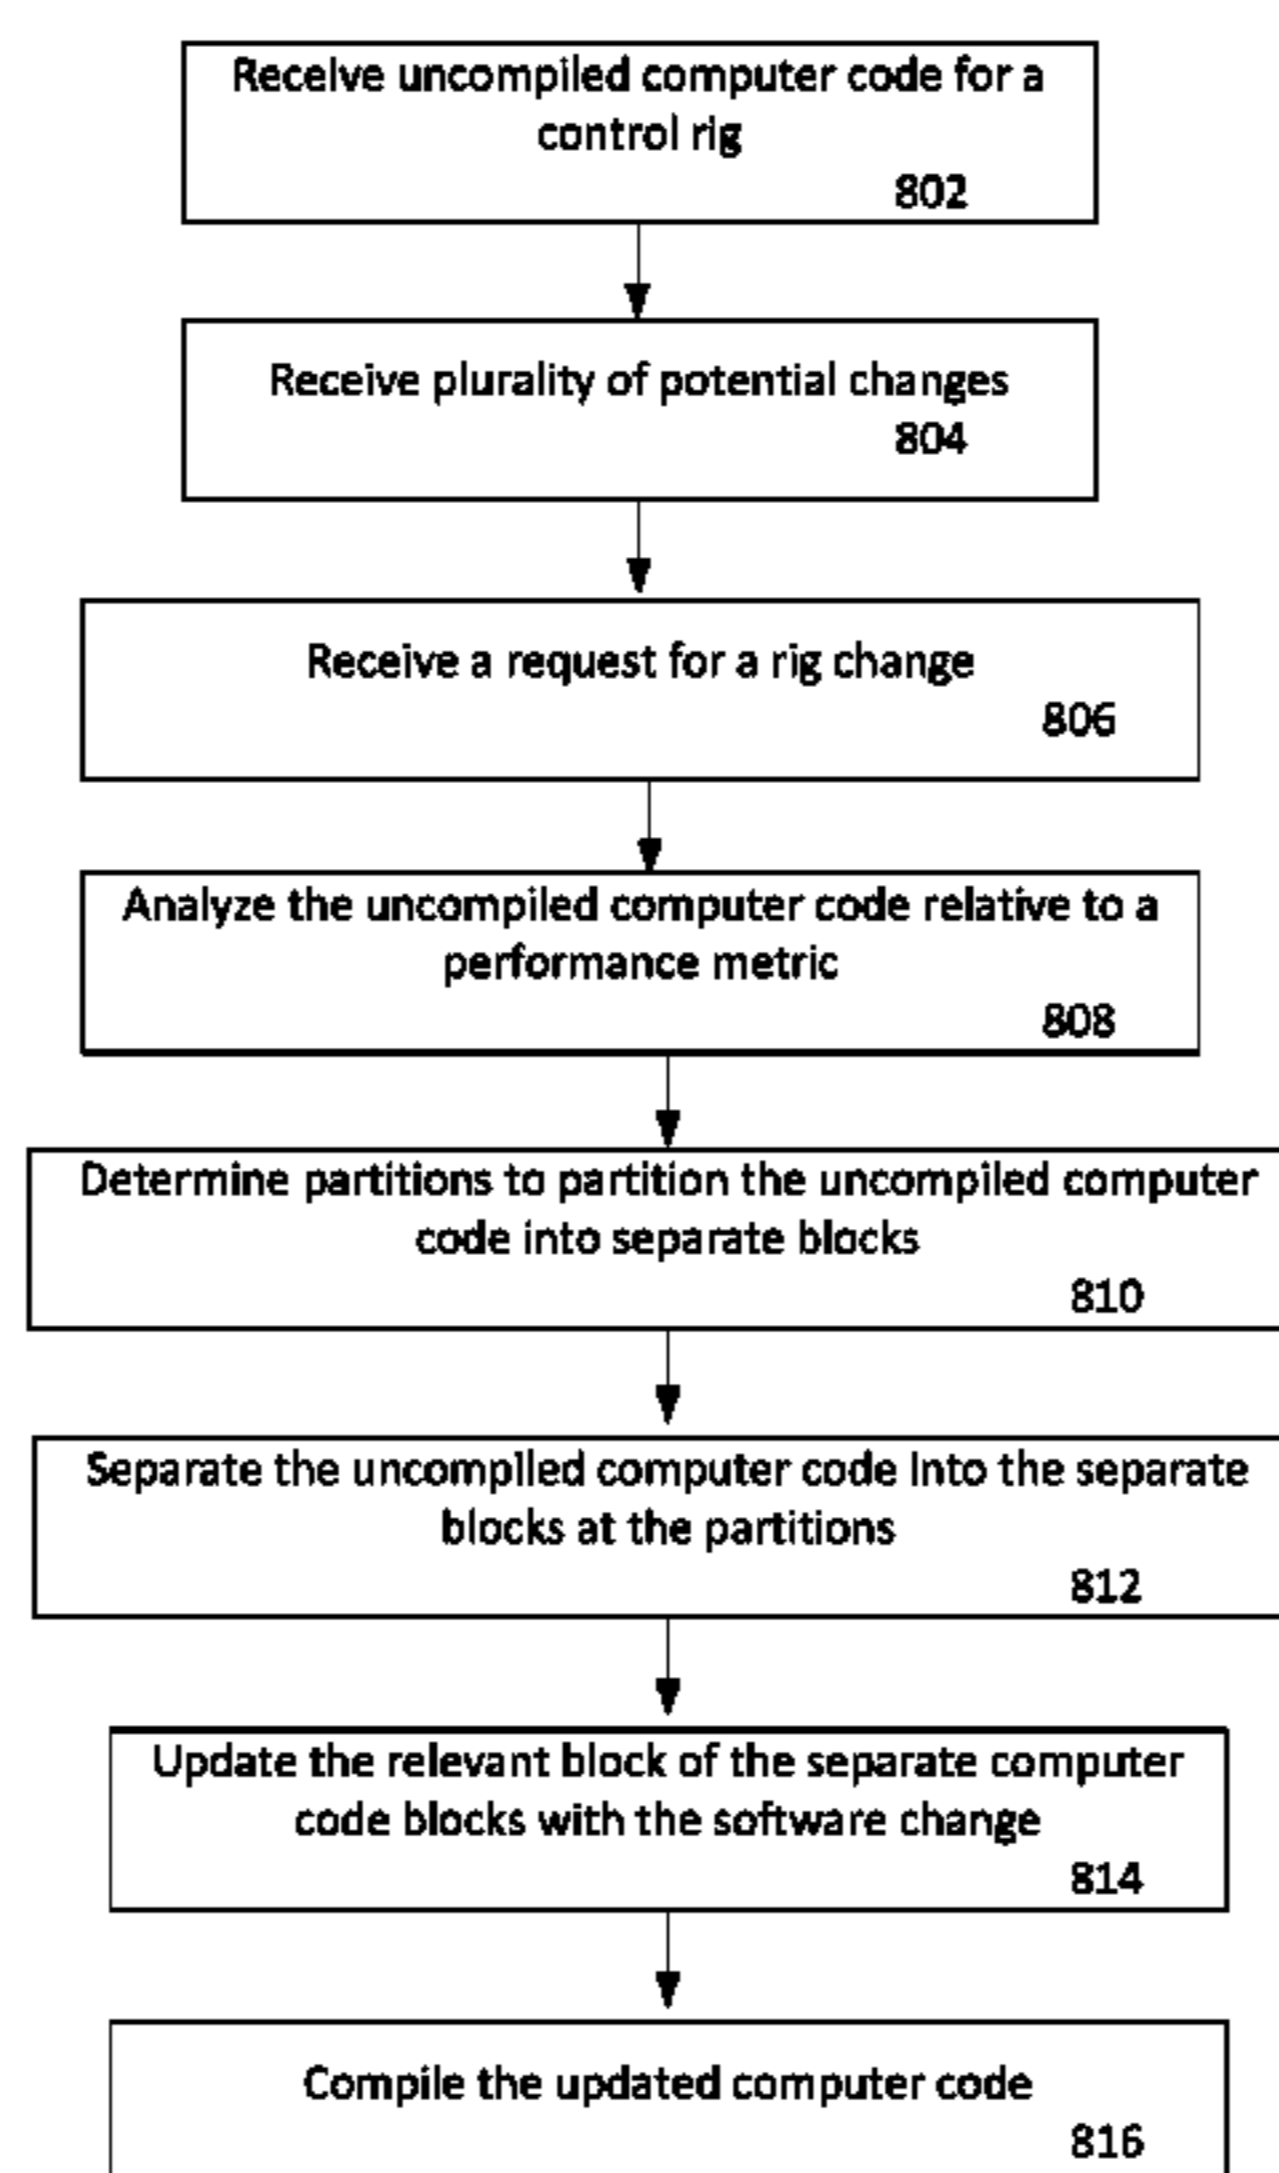 Receive uncompiled computer code for a
control rig
802
Receive plurality of potential changes
804
Receive a request for a rig change
806
Analyze the uncompiled computer code relative to a
performance metric
808
Determine partitions to partition the uncompiled computer
code into separate blocks
810
Separate the uncompiled computer code into the separate
blocks at the partitions
812
Update the relevant block of the separate computer
code blocks with the software change
814
Compile the updated computer code
816